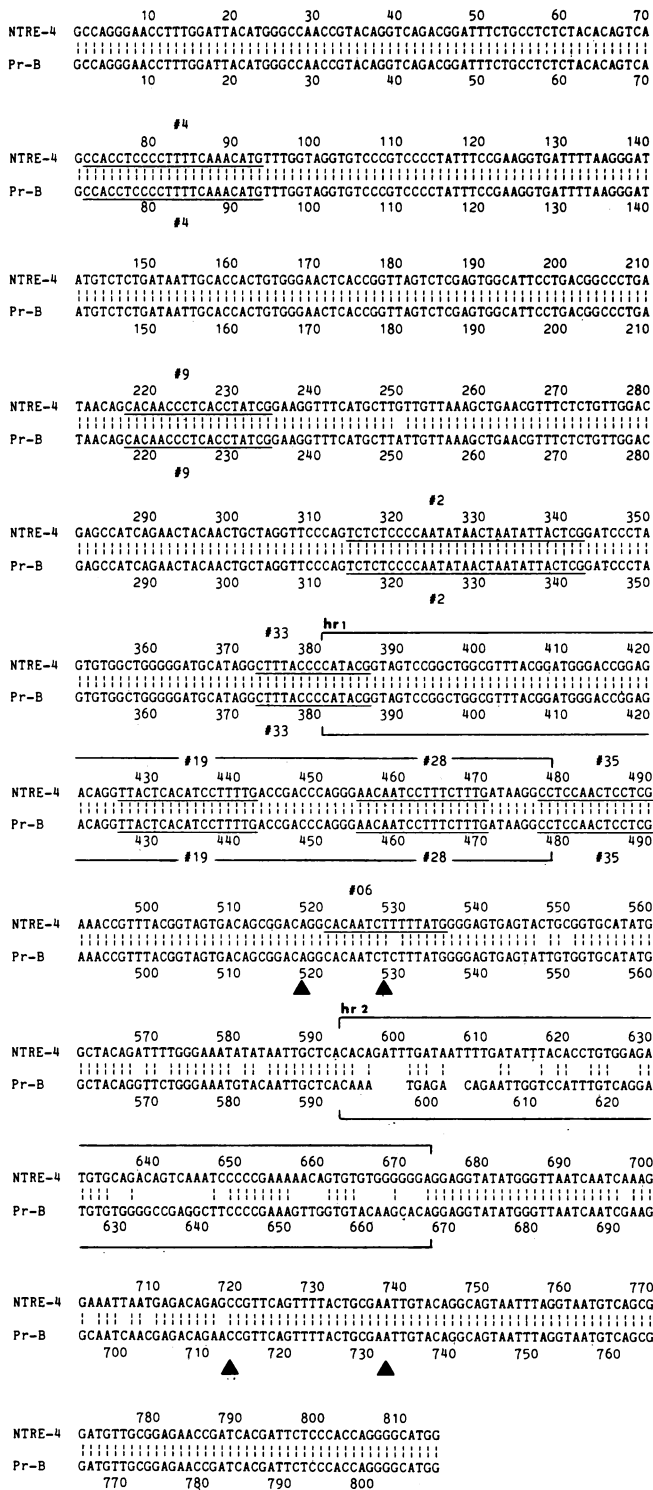 10 20 30 40 50 60 70
NTRE-4 GCCAGGGAACCTTTGGATTACATGGGCCAACCGTACAGGTCAGACGGATTTCTGCCTCTCTACACAGTCA
Pr-B GCCAGGGAACCTTTGGATTACATGGGCCAACCGTACAGGTCAGACGGATTTCTGCCTCTCTACACAGTCA
10 20 30 40 50 60 70
#4
80 90 100 110 120 130 140
NTRE-4 GCCACCTCCCCTTTTCAAACATGTTTGGTAGGTGTCCCGTCCCCTATTTCCGAAGGTGATTTTAAGGGAT
Pr-B GCCACCTCCCCTTTTCAAACATGTTTGGTAGGTGTCCCGTCCCCTATTTCCGAAGGTGATTTTAAGGGAT
80 90 100 110 120 130 140
#4
150 160 170 180 190 200 210
NTRE-4 ATGTCTCTGATAATTGCACCACTGTGGGAACTCACCGGTTAGTCTCGAGTGGCATTCCTGACGGCCCTGA
Pr-B ATGTCTCTGATAATTGCACCACTGTGGGAACTCACCGGTTAGTCTCGAGTGGCATTCCTGACGGCCCTGA
150 160 170 180 190 200 210
#9
220 230 240 250 260 270 280
NTRE-4 TAACAGCACAACCCTCACCTATCGGAAGGTTTCATGCTTGTTGTTAAAGCTGAACGTTTCTCTGTTGGAC
Pr-B TAACAGCACAACCCTCACCTATCGGAAGGTTTCATGCTTATTGTTAAAGCTGAACGTTTCTCTGTTGGAC
220 230 240 250 260 270 280
#9
#2
290 300 310 320 330 340 350
NTRE-4 GAGCCATCAGAACTACAACTGCTAGGTTCCCAGTCTCTCCCCAATATAACTAATATTACTCGGATCCCTA
Pr-B GAGCCATCAGAACTACAACTGCTAGGTTCCCAGTCTCTCCCCAATATAACTAATATTACTCGGATCCCTA
290 300 310 320 330 340 350
#2
#33 hr 1
360 370 380 390 400 410 420
NTRE-4 GTGTGGCTGGGGGATGCATAGGCTTTACCCCATACGGTAGTCCGGCTGGCGTTTACGGATGGGACCGGAG
Pr-B GTGTGGCTGGGGGATGCATAGGCTTTACCCCATACGGTAGTCCGGCTGGCGTTTACGGATGGGACCGGAG
360 370 380 390 400 410 420
#33
#19 #28 #35
430 440 450 460 470 480 490
NTRE-4 ACAGGTTACTCACATCCTTTTGACCGACCCAGGGAACAATCCTTTCTTTGATAAGGCCTCCAACTCCTCG
Pr-B ACAGGTTACTCACATCCTTTTGACCGACCCAGGGAACAATCCTTTCTTTGATAAGGCCTCCAACTCCTCG
430 440 450 460 470 480 490
#19 #28 #35
#06
500 510 520 530 540 550 560
NTRE-4 AAACCGTTTACGGTAGTGACAGCGGACAGGCACAATCTTTTTATGGGGAGTGAGTACTGCGGTGCATATG
Pr-B AAACCGTTTACGGTAGTGACAGCGGACAGGCACAATCTCTTTATGGGGAGTGAGTATTGTGGTGCATATG
500 510 520 530 540 550 560
hr 2
570 580 590 600 610 620 630
NTRE-4 GCTACAGATTTTGGGAAATATATAATTGCTCACACAGATTTGATAATTTTGATATTTACACCTGTGGAGA
Pr-B GCTACAGGTTCTGGGAAATGTACAATTGCTCACAAA TGAGA CAGAATTGGTCCATTTGTCAGGA
570 580 590 600 610 620
640 650 660 670 680 690 700
NTRE-4 TGTGCAGACAGTCAAATCCCCCGAAAAACAGTGTGTGGGGGGAGGAGGTATATGGGTTAATCAATCAAAG
Pr-B TGTGTGGGGCCGAGGCTTCCCCGAAAGTTGGTGTACAAGCACAGGAGGTATATGGGTTAATCAATCGAAG
630 640 650 660 670 680 690
710 720 730 740 750 760 770
NTRE-4 GAAATTAATGAGACAGAGCCGTTCAGTTTTACTGCGAATTGTACAGGCAGTAATTTAGGTAATGTCAGCG
Pr-B GCAATCAACGAGACAGAACCGTTCAGTTTTACTGCGAATTGTACAGGCAGTAATTTAGGTAATGTCAGCG
700 710 720 730 740 750 760
780 790 800 810
NTRE-4 GATGTTGCGGAGAACCGATCACGATTCTCCCACCAGGGGCATGG
Pr-B GATGTTGCGGAGAACCGATCACGATTCTCCCACCAGGGGCATGG
770 780 790 800